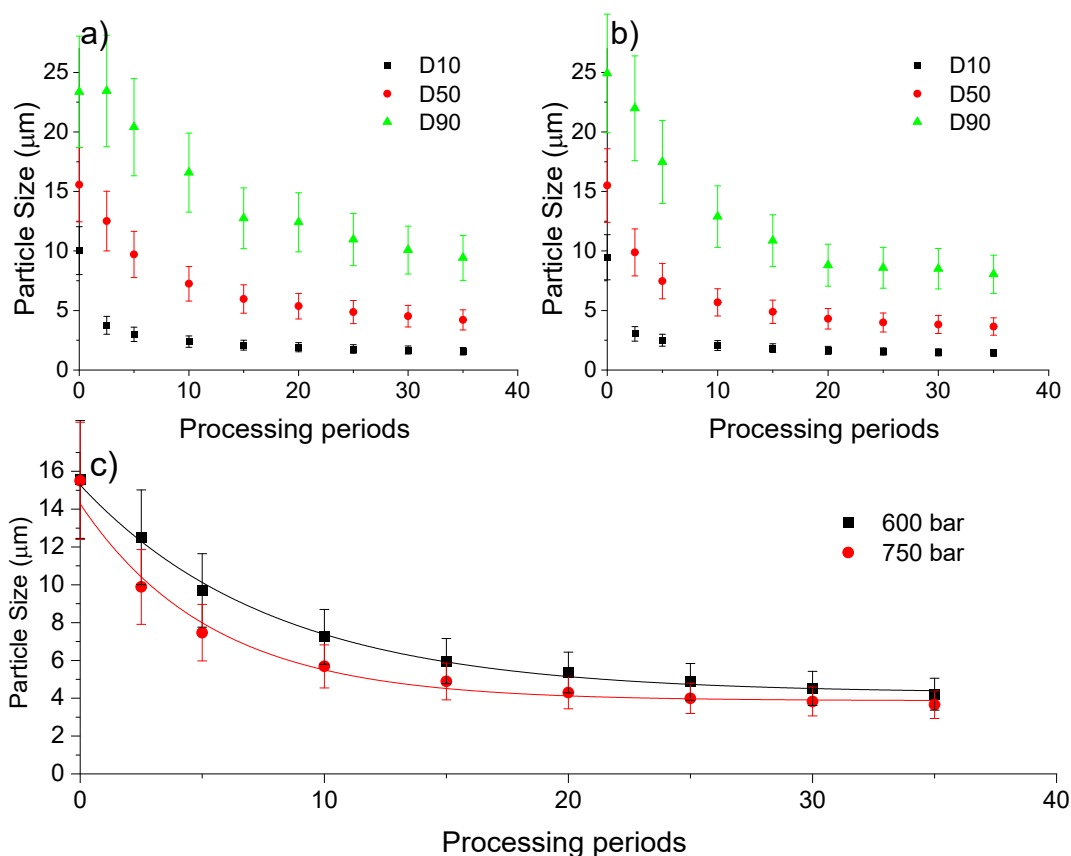 a)
D10
D50
D90
25
20
15
10
5
0
Particle Size (μm)
0 10 20 30 40
Processing periods
b)
D10
D50
D90
25
20
15
10
5
0
Particle Size (μm)
0 10 20 30 40
Processing periods
c)
600 bar
750 bar
16
14
12
10
8
6
4
2
0
Particle Size (μm)
0 10 20 30 40
Processing periods